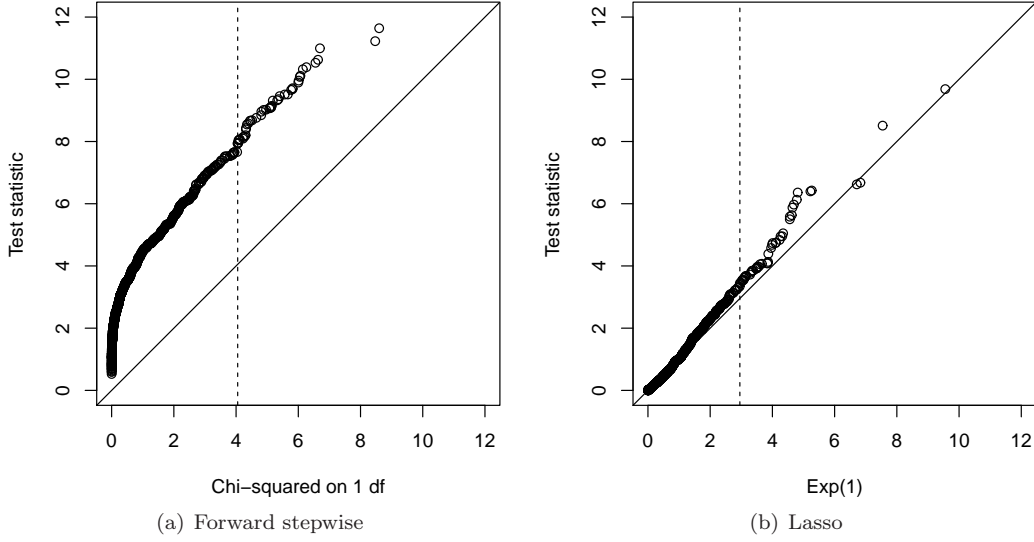 12
10
8
6
4
2
0
Test statistic
0 2 4 6 8 10 12
Chi−squared on 1 df
(a) Forward stepwise
12
10
8
6
4
2
0
Test statistic
0 2 4 6 8 10 12
Exp(1)
(b) Lasso